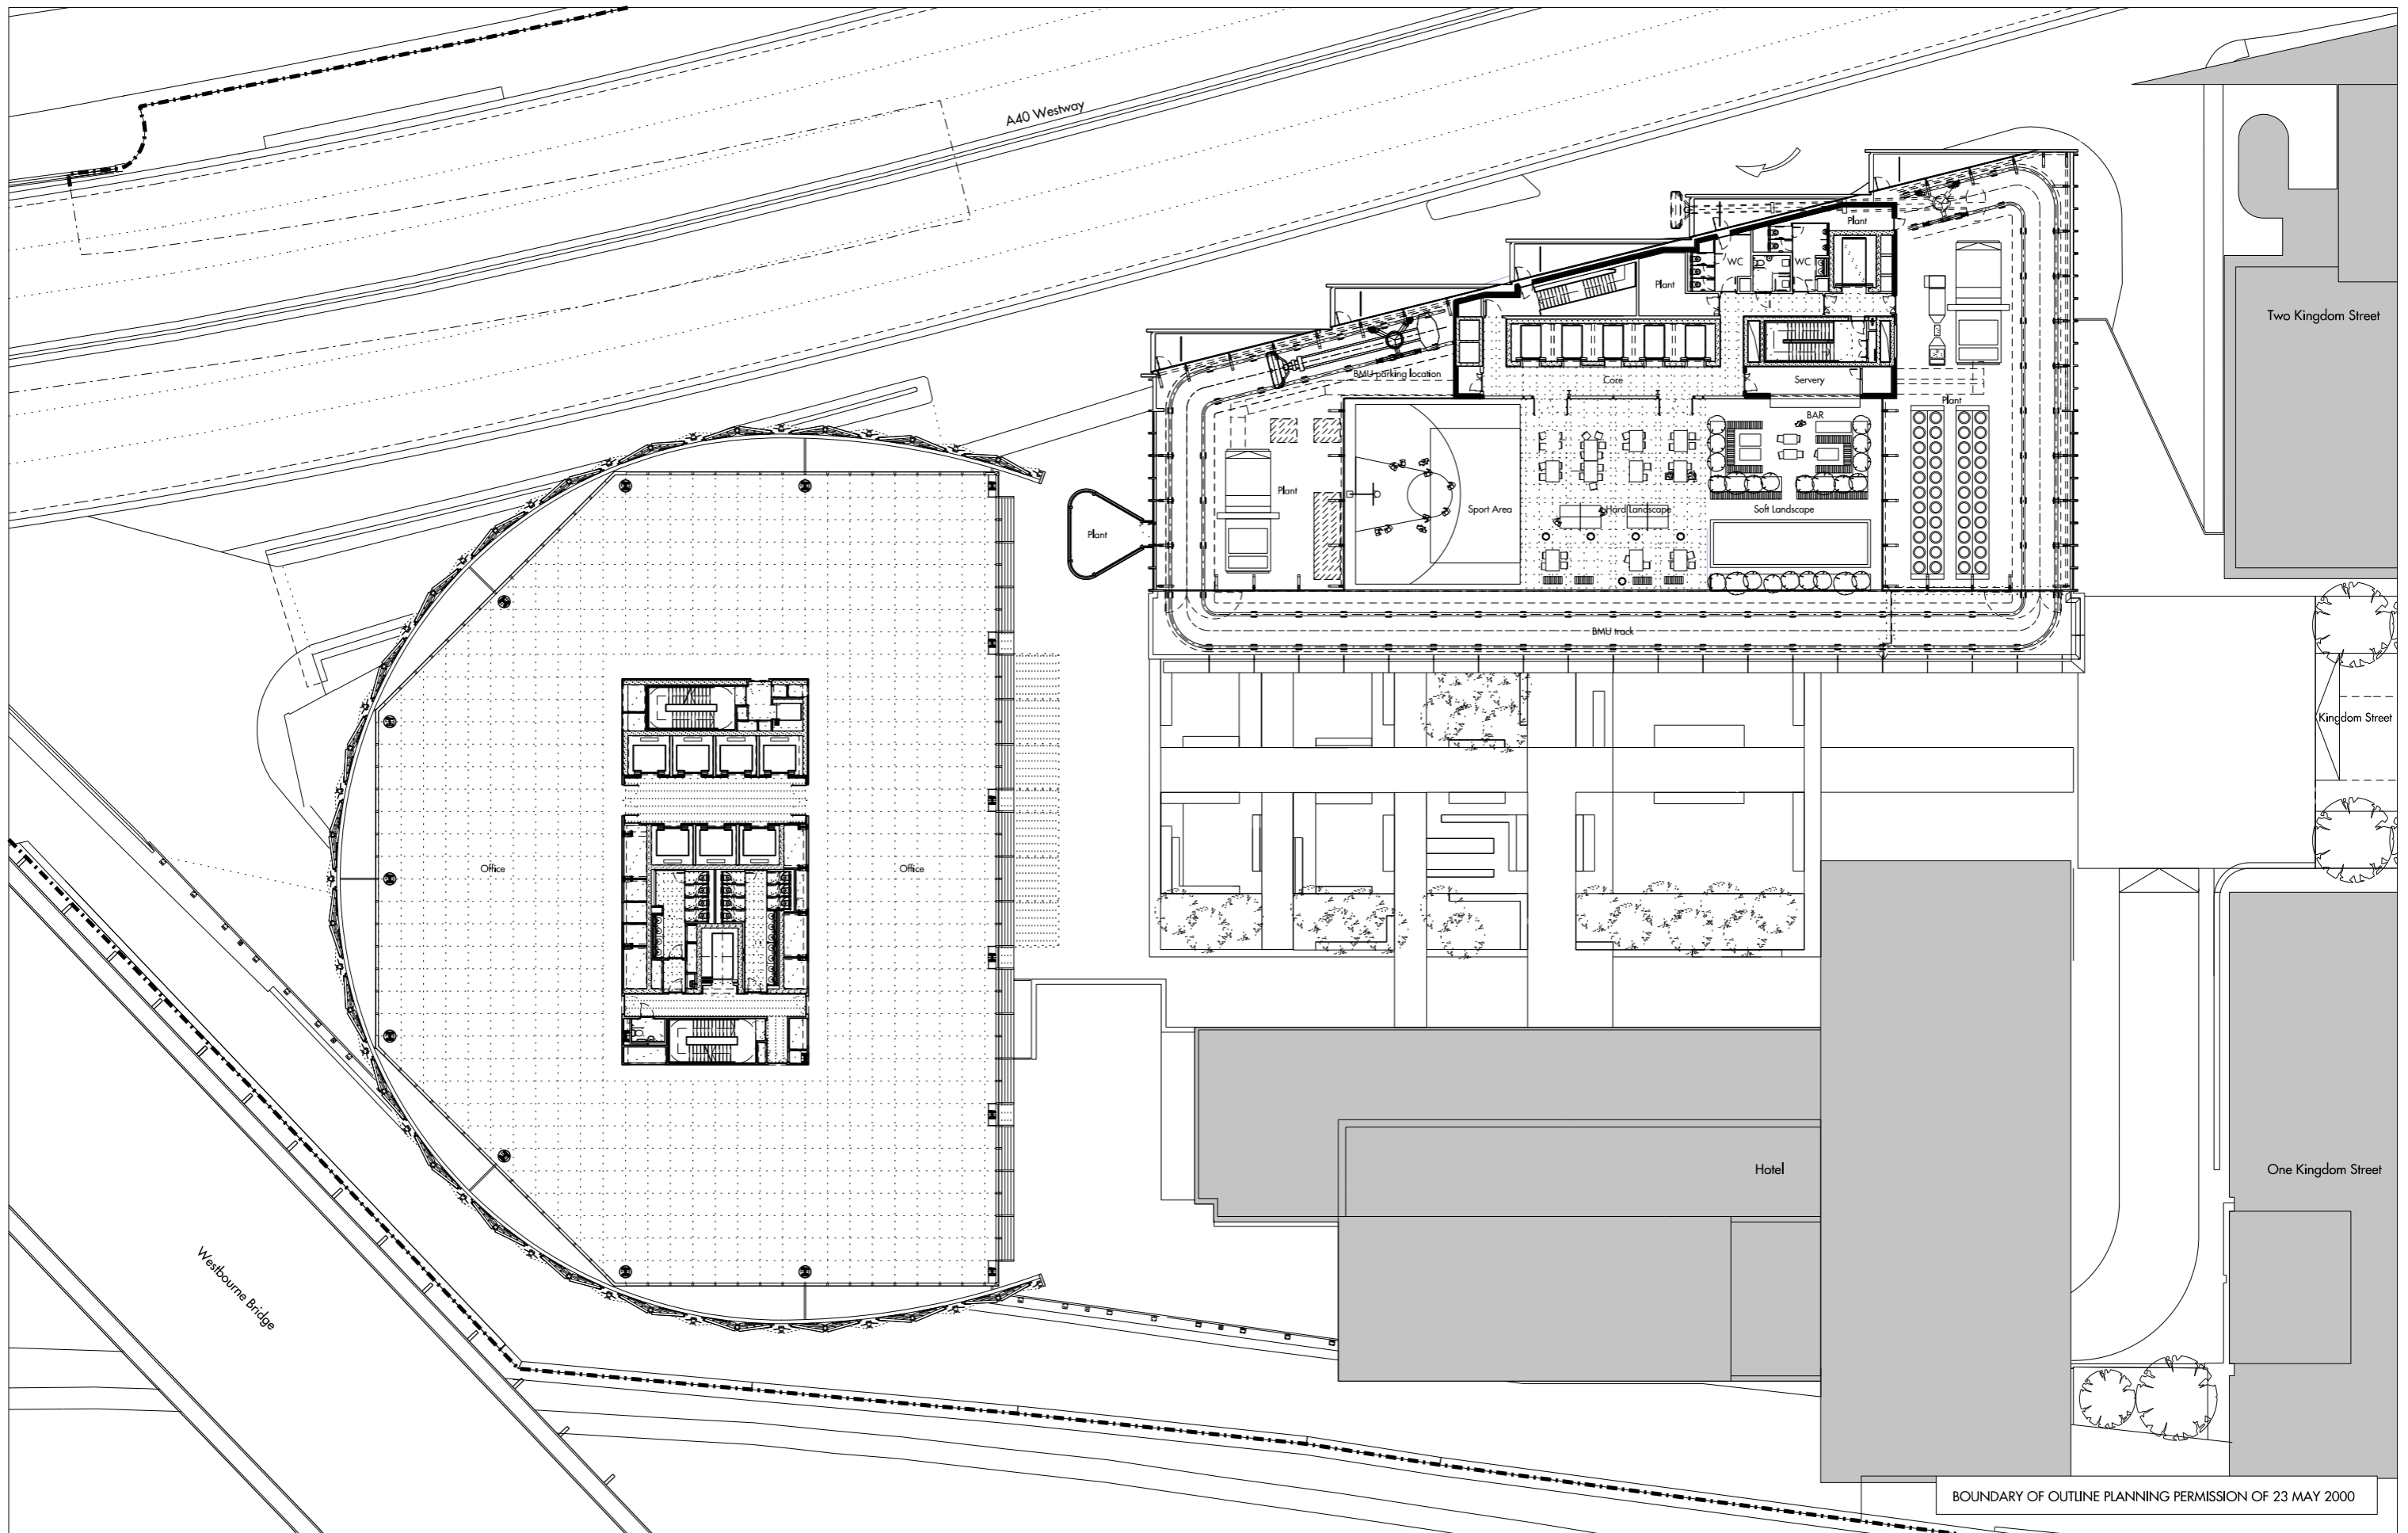 A40 Westway
Plant
WC
WC
Plant
Two Kingdom Street
BMU parking location
Core
Servery
Plant
BAR
Plant
Sport Area
Hard Landscape
Soft Landscape
Plant
BMU track
Kingdom Street
Office
Office
Hotel
One Kingdom Street
Westbourne Bridge
BOUNDARY OF OUTLINE PLANNING PERMISSION OF 23 MAY 2000